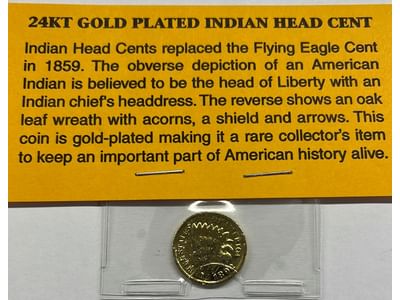 24KT GOLD PLATED INDIAN HEAD CENT
Indian Head Cents replaced the Flying Eagle Cent
in 1859. The obverse depiction of an American
Indian is believed to be the head of Liberty with an
Indian chief's headdress. The reverse shows an oak
leaf wreath with acorns, a shield and arrows. This
coin is gold-plated making it a rare collector's item
to keep an important part of American history alive.